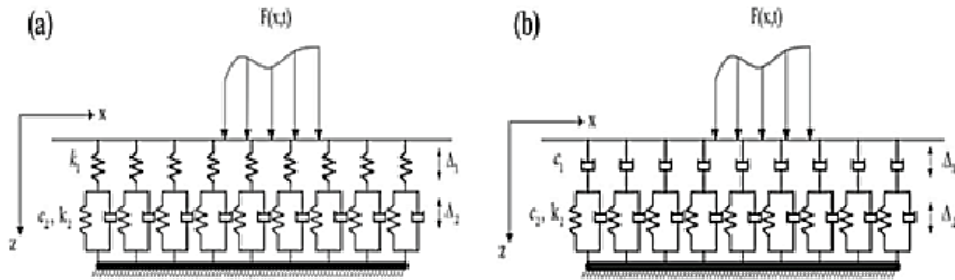 (a)
F(x,t)
x
k₁
Δ₁
c₂, k₂
Δ₂
z
(b)
F(x,t)
x
c₁
Δ₁
c₂, k₂
Δ₂
z